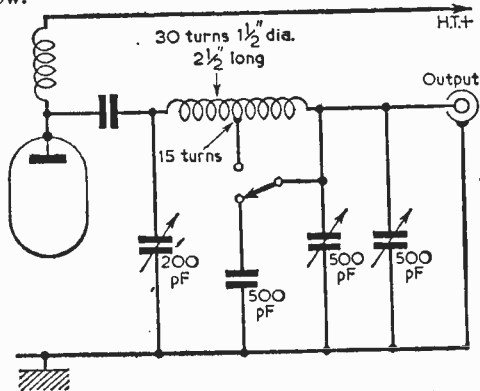 H.T.+
30 turns 1½" dia.
2½" long
Output
15 turns
200
pF
500
pF
500
pF
500
pF